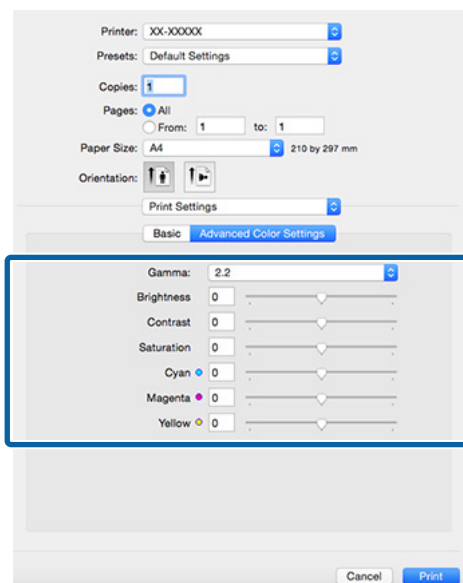 Printer: XX-XXXXX
Presets: Default Settings
Copies: 1
Pages: All
From: 1 to: 1
Paper Size: A4 210 by 297 mm
Orientation:
Print Settings
Basic Advanced Color Settings
Gamma: 2.2
Brightness 0
Contrast 0
Saturation 0
Cyan 0
Magenta 0
Yellow 0
Cancel Print